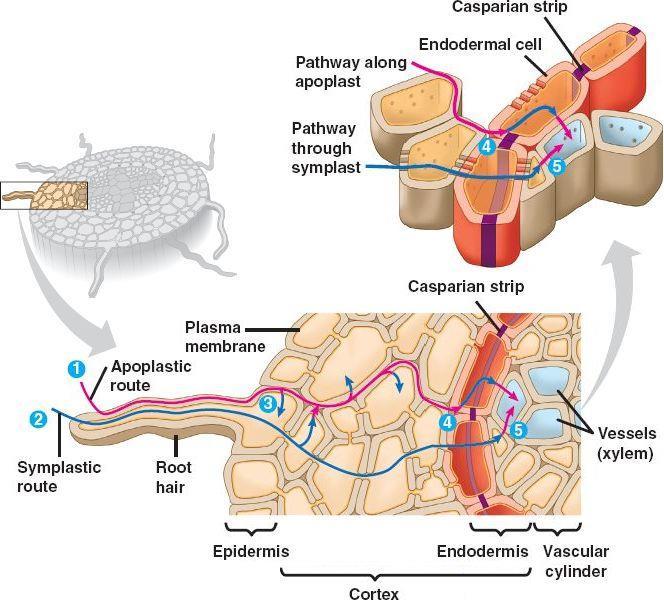 Casparian strip
Endodermal cell
Pathway along
apoplast
4
Pathway
through
symplast
5
Casparian strip
Plasma
membrane
1
Apoplastic
route
2
3
4
5
Vessels
(xylem)
Symplastic
route
Root
hair
Epidermis
Endodermis
Vascular
cylinder
Cortex